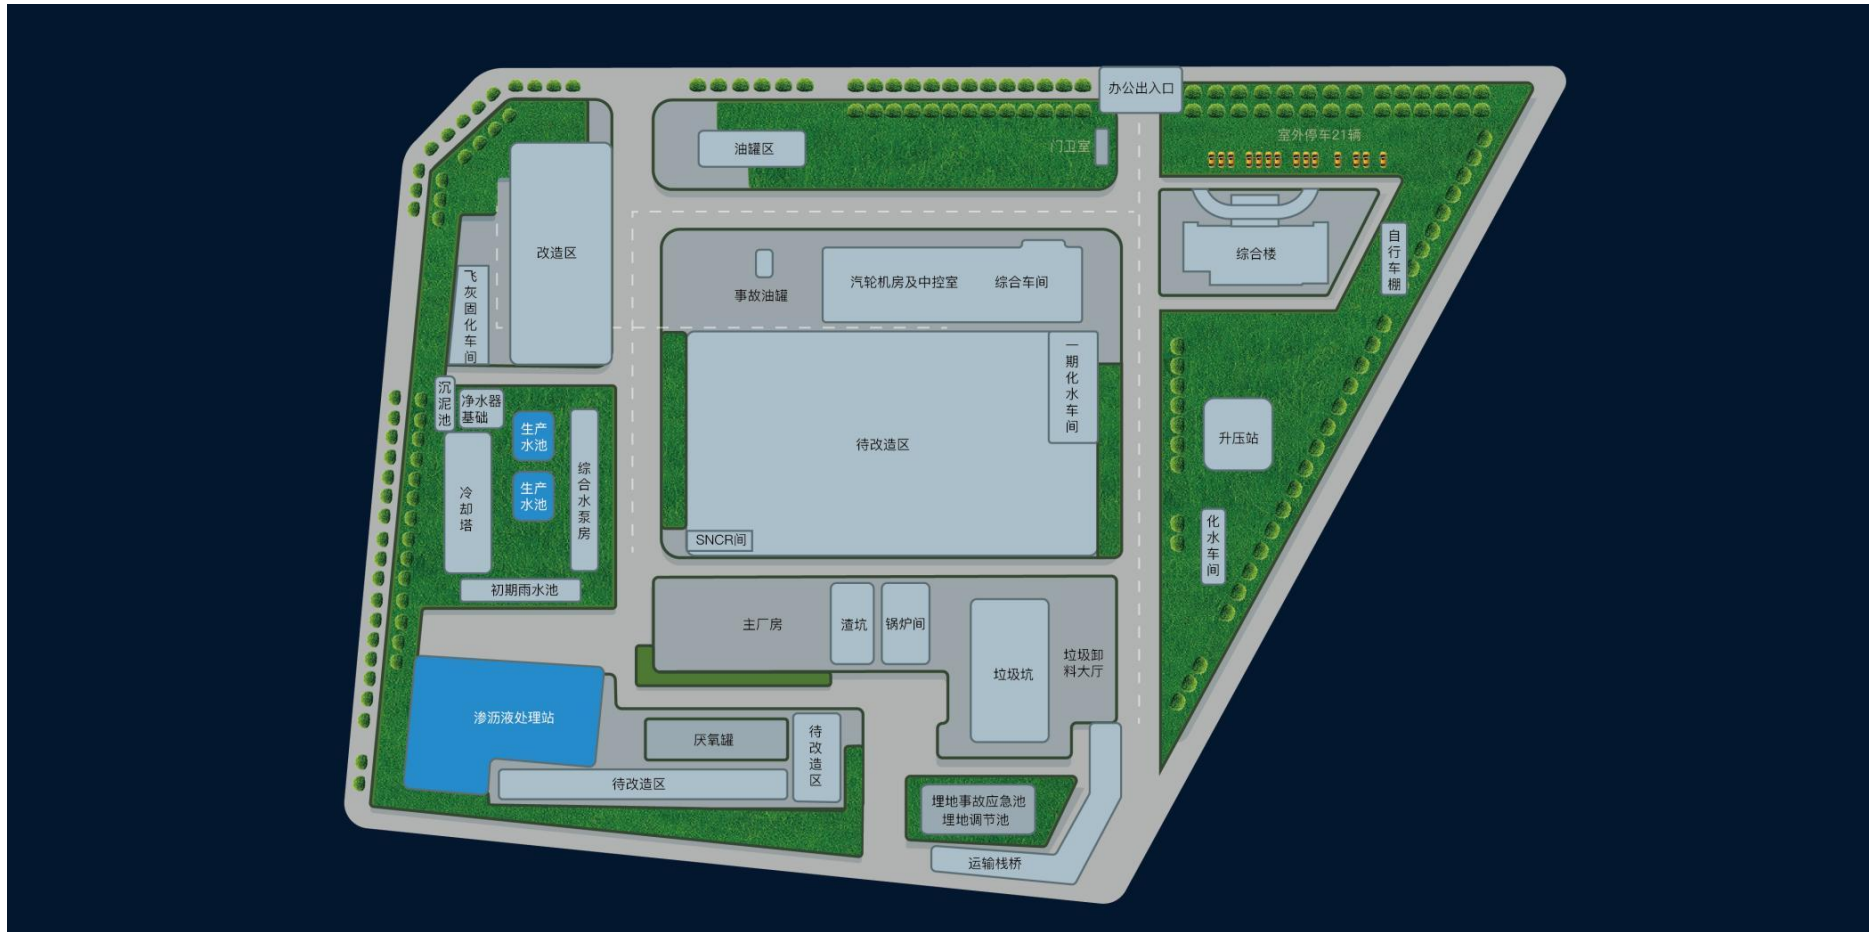 办公出入口
室外停车21辆
油罐区
门卫室
改造区
综合楼
自行车棚
飞灰固化车间
事故油罐
汽轮机房及中控室
综合车间
一期化水车间
沉泥池
净水器
基础
生产
水池
生产
水池
综合水泵房
冷却塔
待改造区
升压站
SNCR间
化水车间
初期雨水池
主厂房
渣坑
锅炉间
垃圾坑
垃圾卸
料大厅
渗沥液处理站
厌氧罐
待改造区
待改造区
埋地事故应急池
埋地调节池
运输栈桥